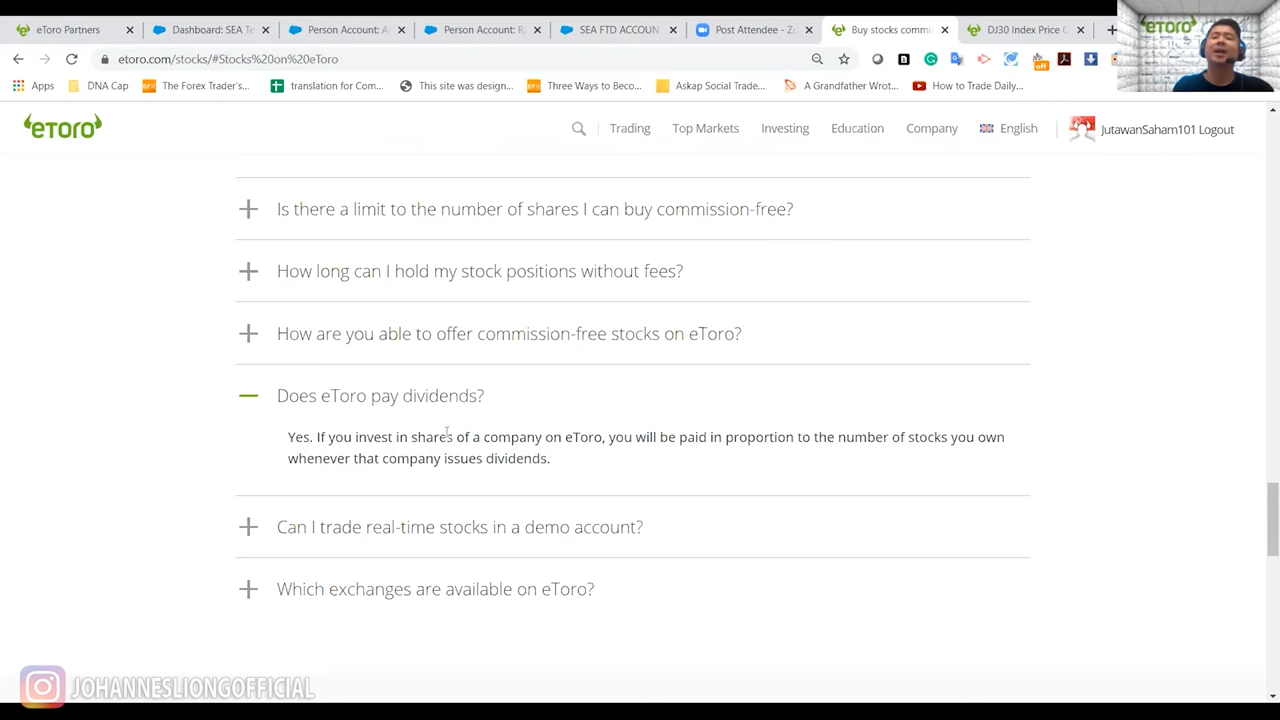 eToro Partners
Dashboard: SEA Te
Person Account: A
Person Account: R
SEA FTD ACCOUN
Post Attendee - Zo
Buy stocks commi
DJ30 Index Price C
etoro.com/stocks/#Stocks%20on%20eToro
off
Apps
DNA Cap
The Forex Trader's...
translation for Com...
This site was design...
Three Ways to Beco...
Askap Social Trade...
A Grandfather Wrot...
How to Trade Daily...
eToro
Trading
Top Markets
Investing
Education
Company
English
JutawanSaham101 Logout
Is there a limit to the number of shares I can buy commission-free?
How long can I hold my stock positions without fees?
How are you able to offer commission-free stocks on eToro?
Does eToro pay dividends?
Yes. If you invest in shares of a company on eToro, you will be paid in proportion to the number of stocks you own
whenever that company issues dividends.
Can I trade real-time stocks in a demo account?
Which exchanges are available on eToro?
JOHANNESLIONGOFFICIAL